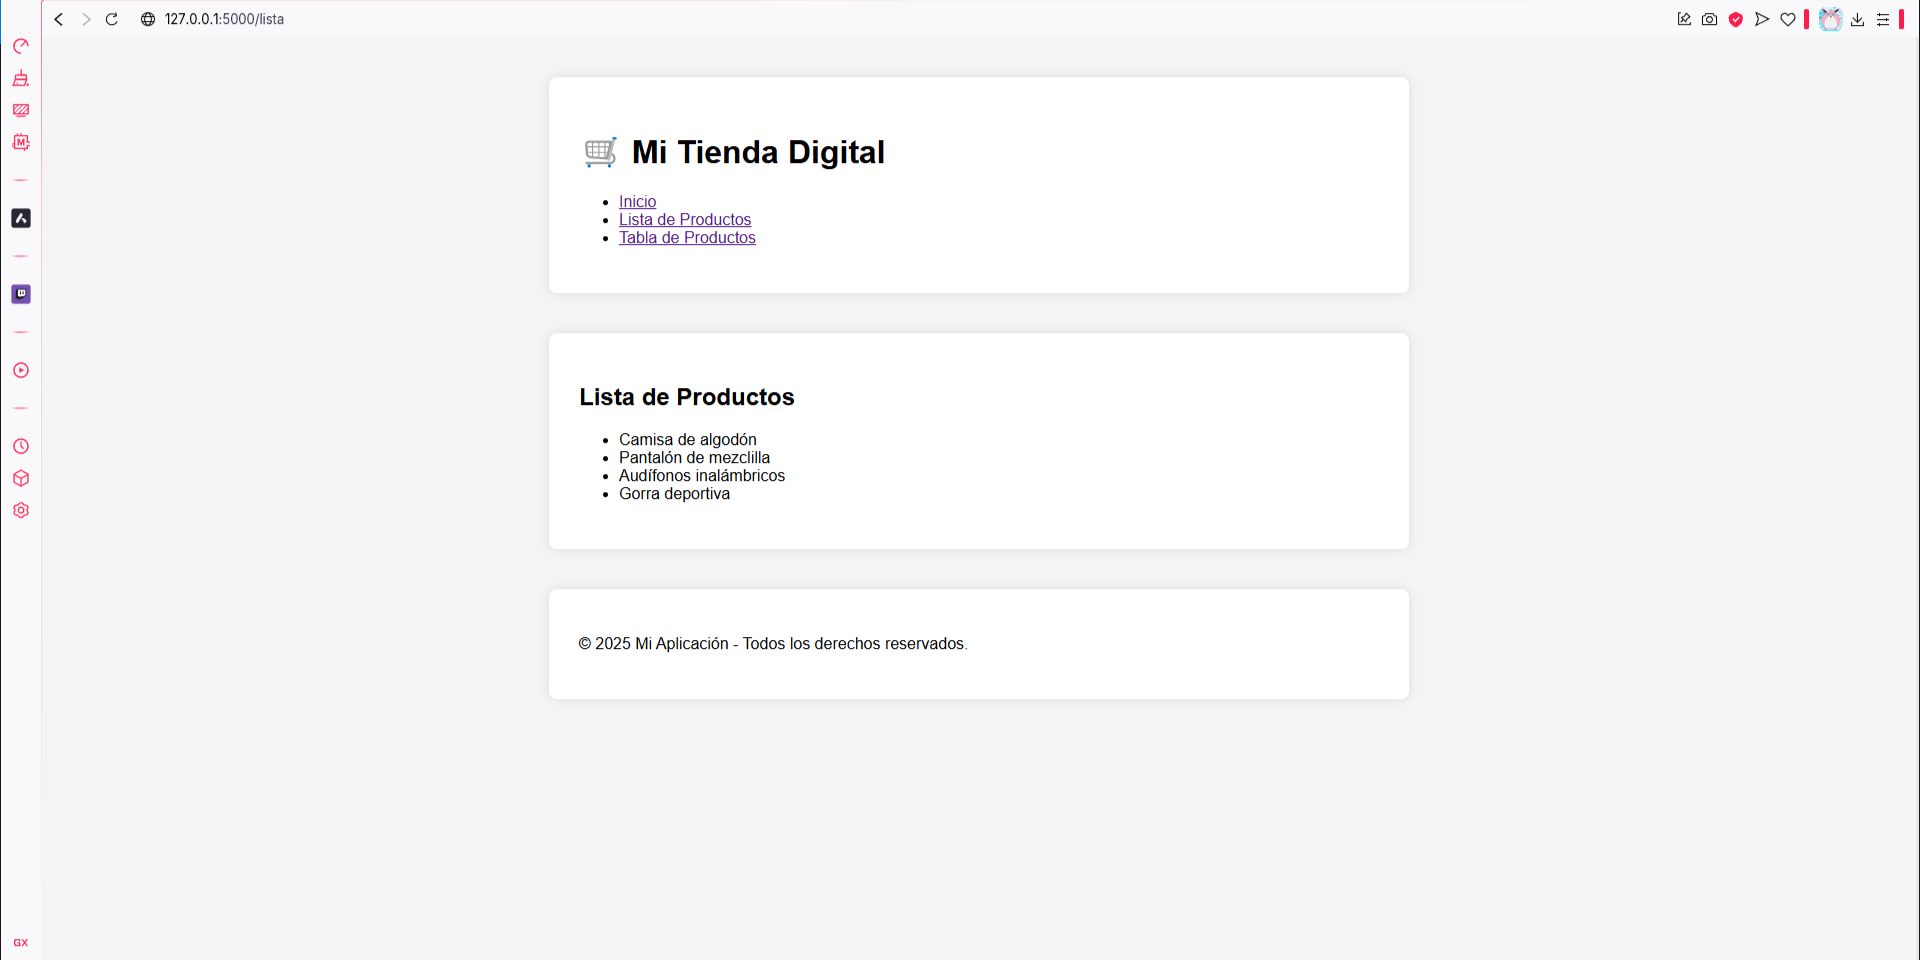 127.0.0.1:5000/lista
🛒 Mi Tienda Digital
• Inicio
• Lista de Productos
• Tabla de Productos
Lista de Productos
• Camisa de algodón
• Pantalón de mezclilla
• Audífonos inalámbricos
• Gorra deportiva
© 2025 Mi Aplicación - Todos los derechos reservados.
M
GX